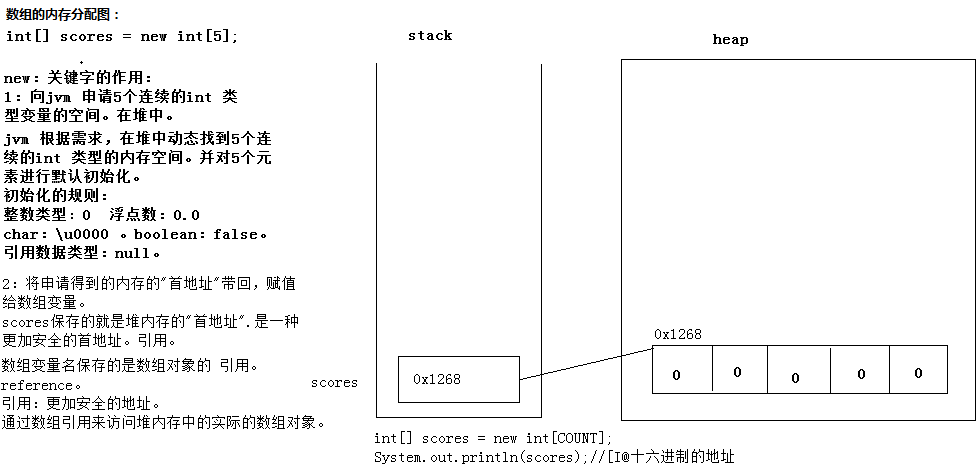 数组的内存分配图：
int[] scores = new int[5];
new：关键字的作用：
1：向jvm 申请5个连续的int 类
型变量的空间。在堆中。
jvm 根据需求，在堆中动态找到5个连
续的int 类型的内存空间。并对5个元
素进行默认初始化。
初始化的规则：
整数类型：0 浮点数：0.0
char：\u0000 。boolean：false。
引用数据类型：null。
2：将申请得到的内存的"首地址"带回，赋值
给数组变量。
scores保存的就是堆内存的"首地址".是一种
更加安全的首地址。引用。
数组变量名保存的是数组对象的 引用。
reference。
引用：更加安全的地址。
通过数组引用来访问堆内存中的实际的数组对象。
stack
scores
0x1268
heap
0x1268
0 0 0 0 0
int[] scores = new int[COUNT];
System.out.println(scores);//[I@十六进制的地址